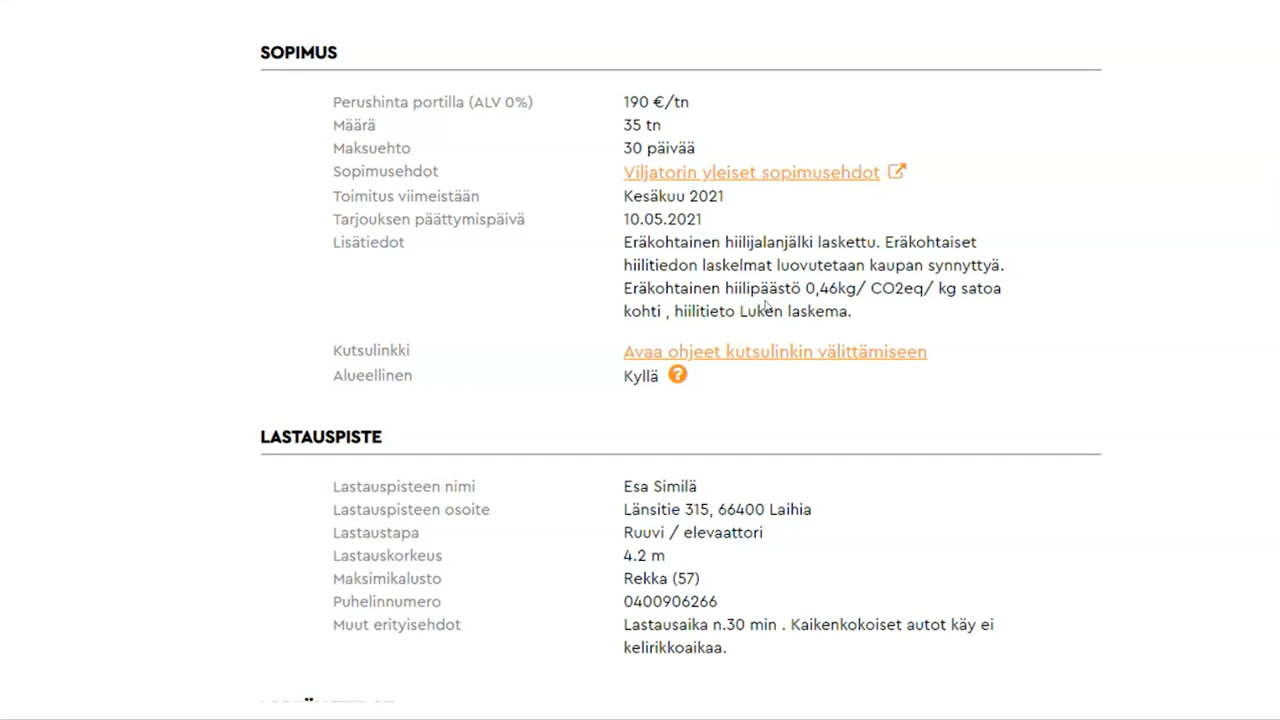 SOPIMUS
Perushinta portilla (ALV 0%) 190 €/tn
Määrä 35 tn
Maksuehto 30 päivää
Sopimusehdot Viljatorin yleiset sopimusehdot
Toimitus viimeistään Kesäkuu 2021
Tarjouksen päättymispäivä 10.05.2021
Lisätiedot Eräkohtainen hiilijalanjälki laskettu. Eräkohtaiset
hiilitiedon laskelmat luovutetaan kaupan synnyttyä.
Eräkohtainen hiilipäästö 0,46kg/ CO2eq/ kg satoa
kohti , hiilitieto Luken laskema.
Kutsulinkki Avaa ohjeet kutsulinkin välittämiseen
Alueellinen Kyllä ?
LASTAUSPISTE
Lastauspisteen nimi Esa Similä
Lastauspisteen osoite Länsitie 315, 66400 Laihia
Lastaustapa Ruuvi / elevaattori
Lastauskorkeus 4.2 m
Maksimikalusto Rekka (57)
Puhelinnumero 0400906266
Muut erityisehdot Lastausaika n.30 min . Kaikenkokoiset autot käy ei
kelirikkoaikaa.